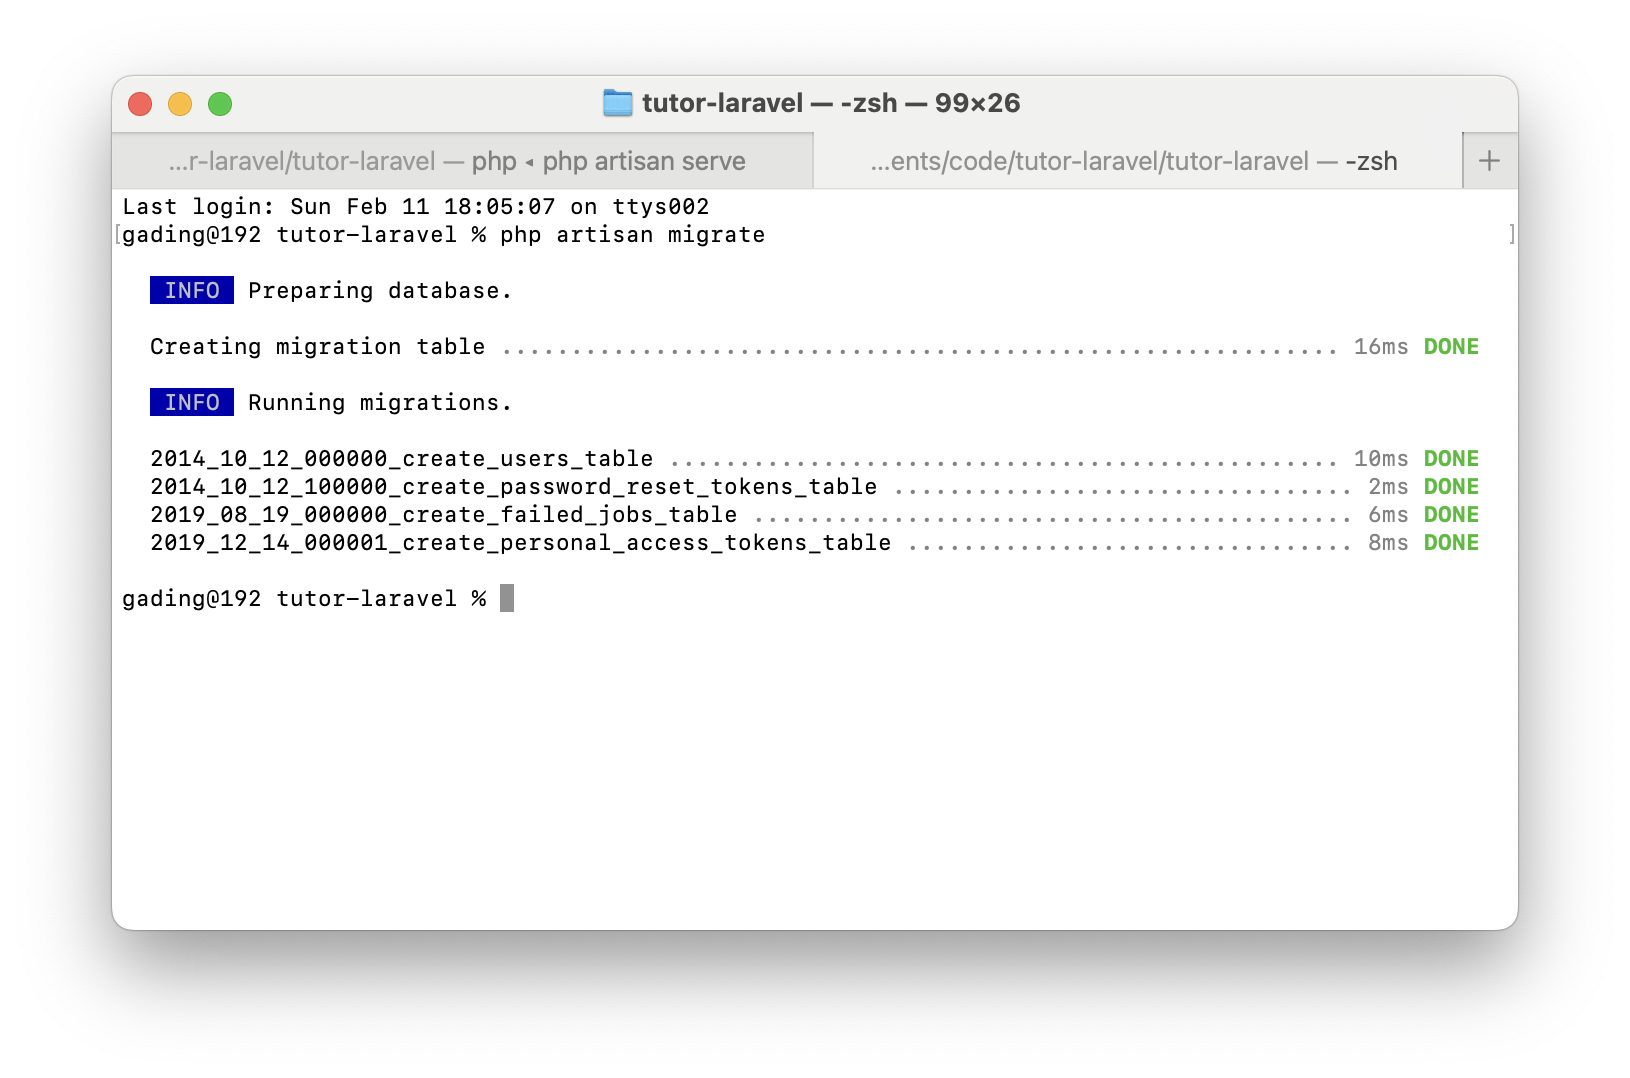 tutor-laravel — -zsh — 99×26
...r-laravel/tutor-laravel — php ◂ php artisan serve
...ents/code/tutor-laravel/tutor-laravel — -zsh
+
Last login: Sun Feb 11 18:05:07 on ttys002
[gading@192 tutor-laravel % php artisan migrate ]
INFO Preparing database.
Creating migration table ............................................................ 16ms DONE
INFO Running migrations.
2014_10_12_000000_create_users_table ................................................ 10ms DONE
2014_10_12_100000_create_password_reset_tokens_table ................................. 2ms DONE
2019_08_19_000000_create_failed_jobs_table ........................................... 6ms DONE
2019_12_14_000001_create_personal_access_tokens_table ................................ 8ms DONE
gading@192 tutor-laravel %